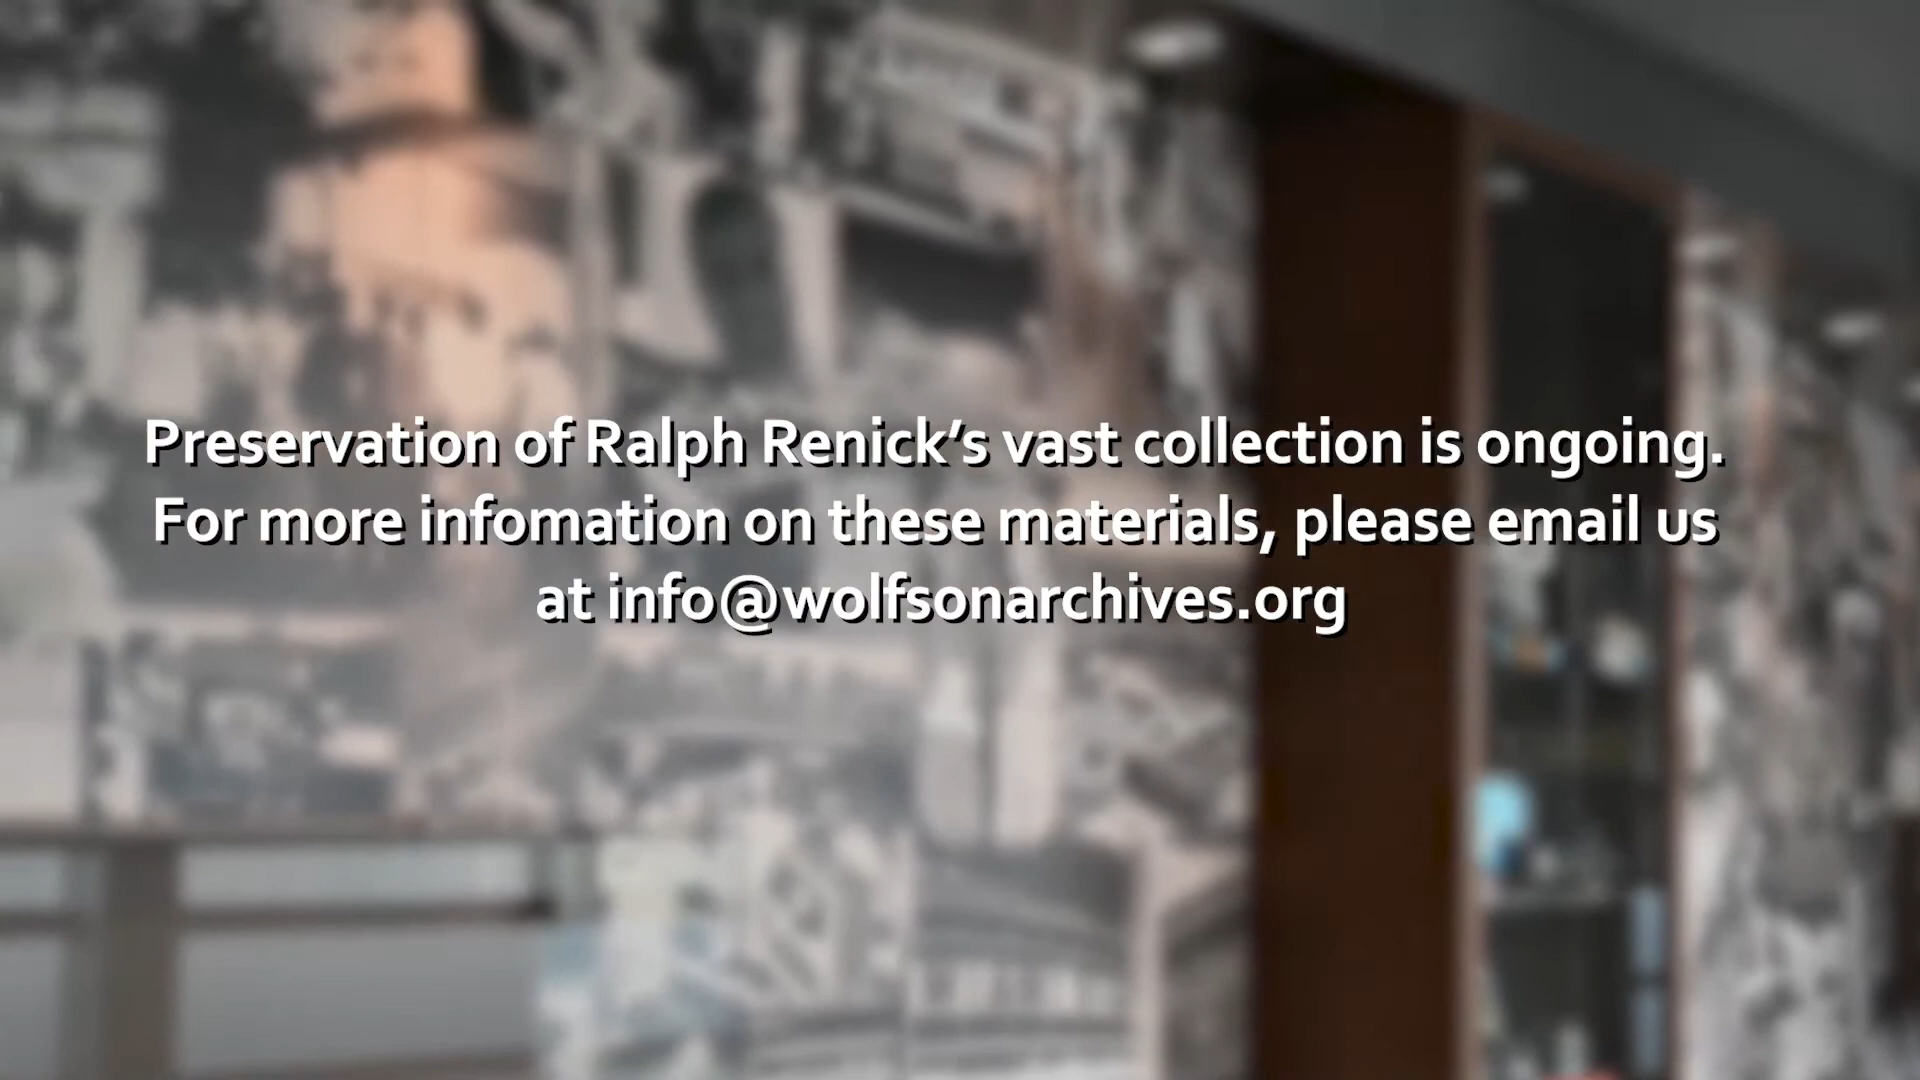 Preservation of Ralph Renick’s vast collection is ongoing.
For more infomation on these materials, please email us
at info@wolfsonarchives.org